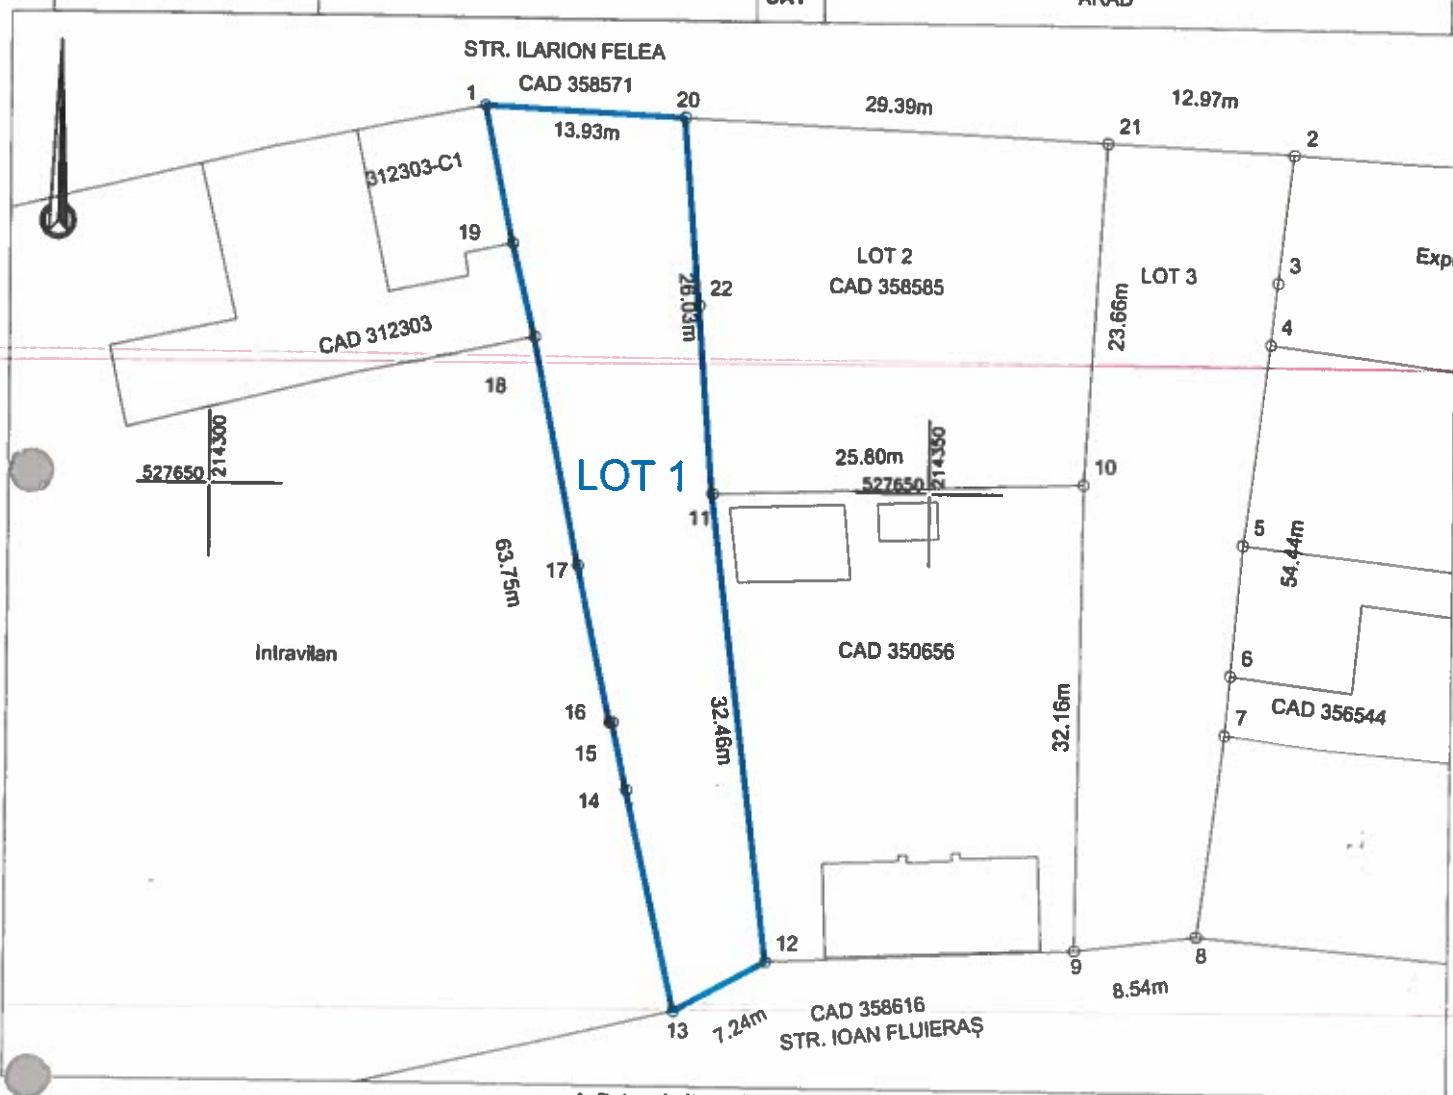 ARAD
STR. ILARION FELEA
CAD 358571
1
20
13.93m
29.39m
12.97m
21
2
312303-C1
19
26.03m
22
LOT 2
CAD 358585
LOT 3
3
4
23.66m
CAD 312303
18
527650
214300
LOT 1
11
25.80m
527650
214350
10
5
54.44m
17
63.75m
Intravilan
CAD 350656
6
CAD 356544
7
16
15
14
32.46m
32.16m
12
9
8
8.54m
13
7.24m
CAD 358616
STR. IOAN FLUIERAȘ